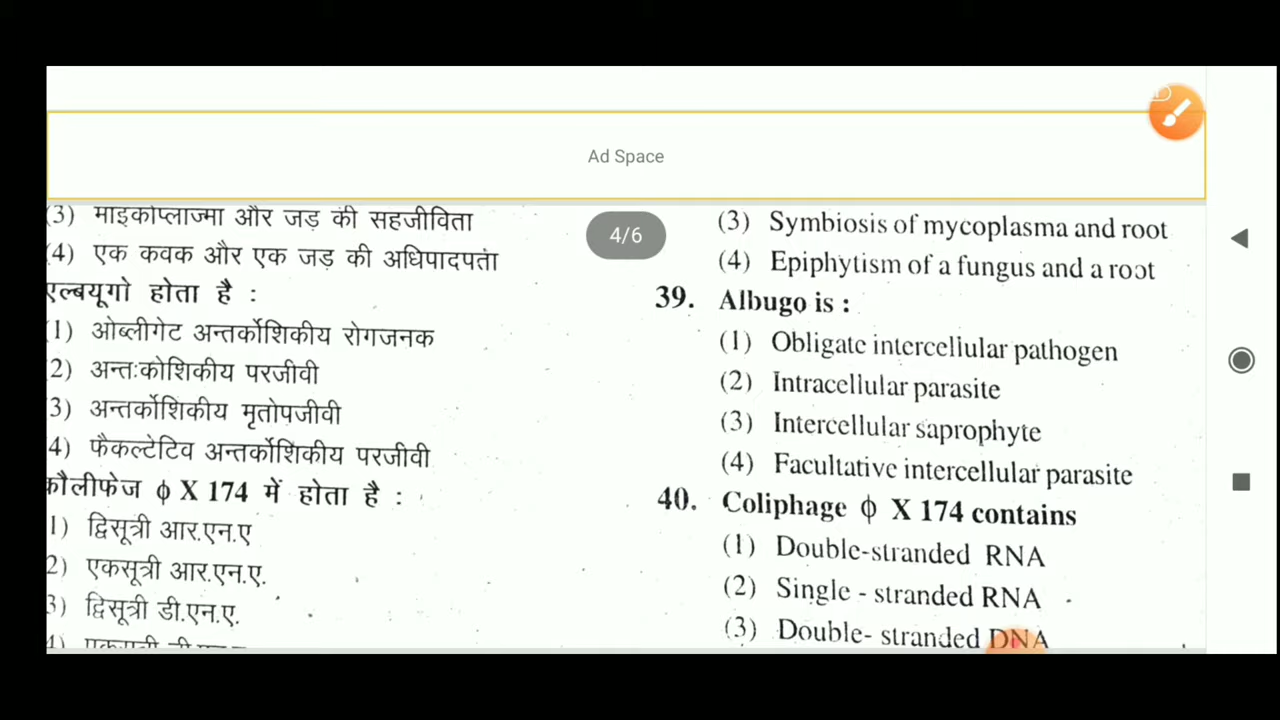 Ad Space
4/6
(3) माइकोप्लाज्मा और जड़ की सहजीविता
(4) एक कवक और एक जड़ की अधिपादपता
एल्बयूगो होता है :
(1) ओब्लीगेट अन्तर्कोशिकीय रोगजनक
2) अन्तःकोशिकीय परजीवी
3) अन्तर्कोशिकीय मृतोपजीवी
4) फैकल्टेटिव अन्तर्कोशिकीय परजीवी
कौलीफेज ϕ X 174 में होता है :
1) द्विसूत्री आर.एन.ए
2) एकसूत्री आर.एन.ए.
3) द्विसूत्री डी.एन.ए.
(3) Symbiosis of mycoplasma and root
(4) Epiphytism of a fungus and a root
39. Albugo is :
(1) Obligate intercellular pathogen
(2) Intracellular parasite
(3) Intercellular saprophyte
(4) Facultative intercellular parasite
40. Coliphage ϕ X 174 contains
(1) Double-stranded RNA
(2) Single - stranded RNA
(3) Double- stranded DNA